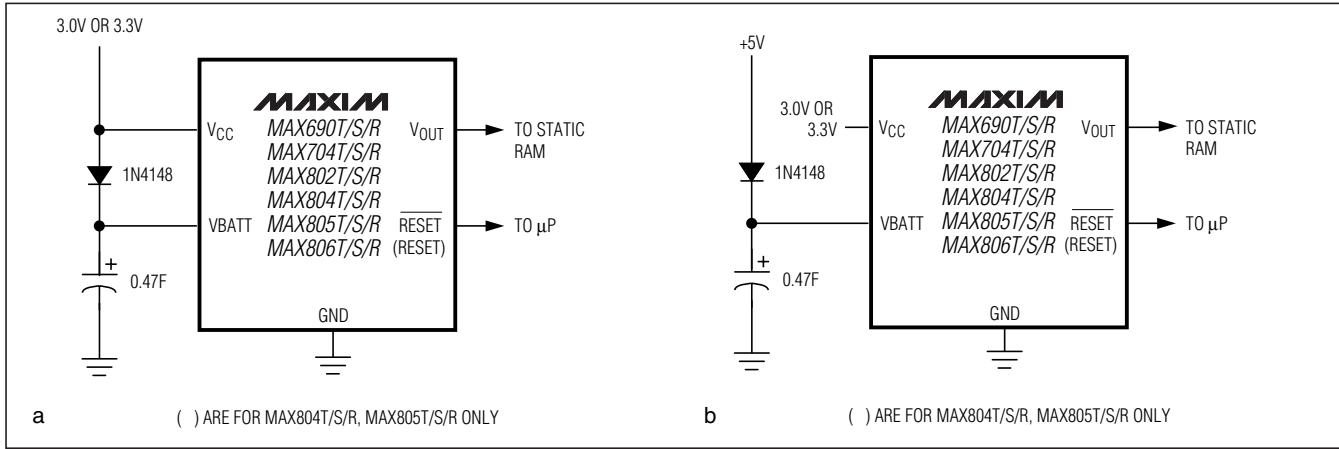 3.0V OR 3.3V
MAXIM
VCC
MAX690T/S/R
MAX704T/S/R
MAX802T/S/R
MAX804T/S/R
MAX805T/S/R
MAX806T/S/R
VOUT
TO STATIC
RAM
1N4148
VBATT
RESET
(RESET)
TO μP
+
0.47F
GND
a
( ) ARE FOR MAX804T/S/R, MAX805T/S/R ONLY
+5V
3.0V OR
3.3V
MAXIM
VCC
MAX690T/S/R
MAX704T/S/R
MAX802T/S/R
MAX804T/S/R
MAX805T/S/R
MAX806T/S/R
VOUT
TO STATIC
RAM
1N4148
VBATT
RESET
(RESET)
TO μP
+
0.47F
GND
b
( ) ARE FOR MAX804T/S/R, MAX805T/S/R ONLY